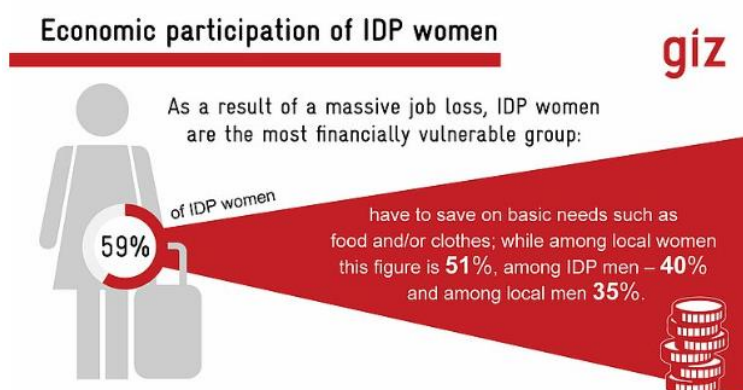 Economic participation of IDP women
giz
As a result of a massive job loss, IDP women
are the most financially vulnerable group:
59%
of IDP women
have to save on basic needs such as
food and/or clothes; while among local women
this figure is 51%, among IDP men – 40%
and among local men 35%.